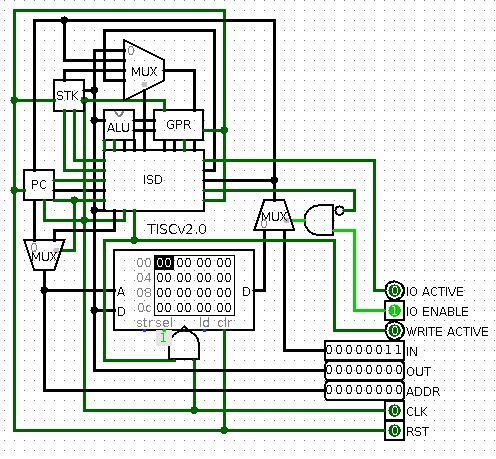 0
MUX
STK
ALU
GPR
ISD
PC
MUX
0
TISCv2.0
0
MUX
00 00 00 00 00
04 00 00 00 00
08 00 00 00 00
0c 00 00 00 00
A
D
D
str sel ld clr
1
0 IO ACTIVE
1 IO ENABLE
0 WRITE ACTIVE
00000011 IN
00000000 OUT
00000000 ADDR
0 CLK
0 RST